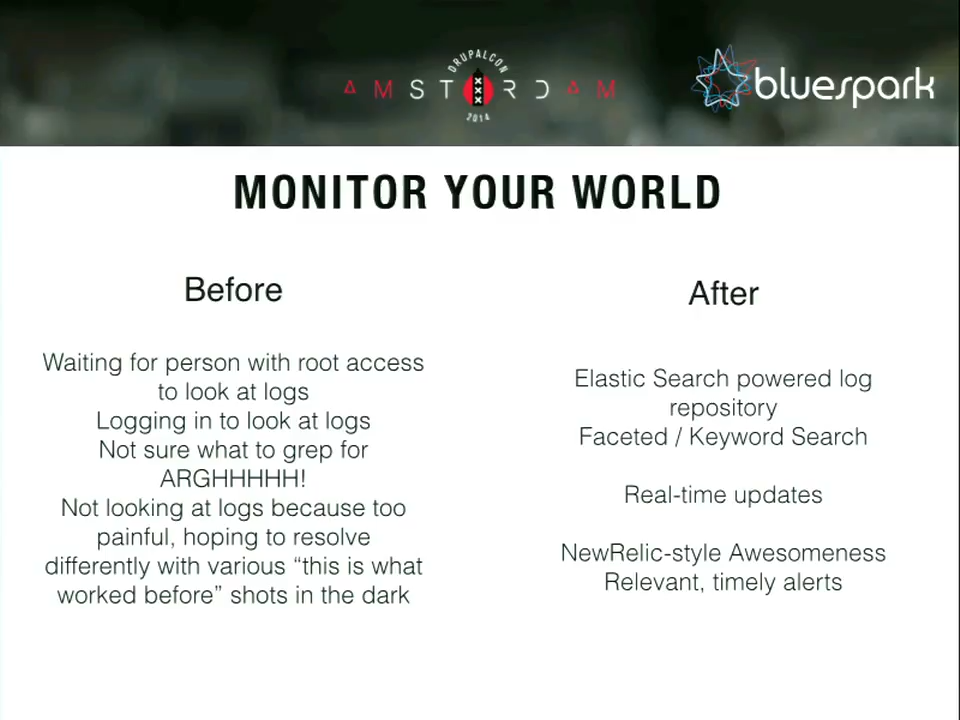 DRUPALCON
AMSTERDAM
2014
bluespark
MONITOR YOUR WORLD
Before
Waiting for person with root access
to look at logs
Logging in to look at logs
Not sure what to grep for
ARGHHHHH!
Not looking at logs because too
painful, hoping to resolve
differently with various “this is what
worked before” shots in the dark
After
Elastic Search powered log
repository
Faceted / Keyword Search
Real-time updates
NewRelic-style Awesomeness
Relevant, timely alerts